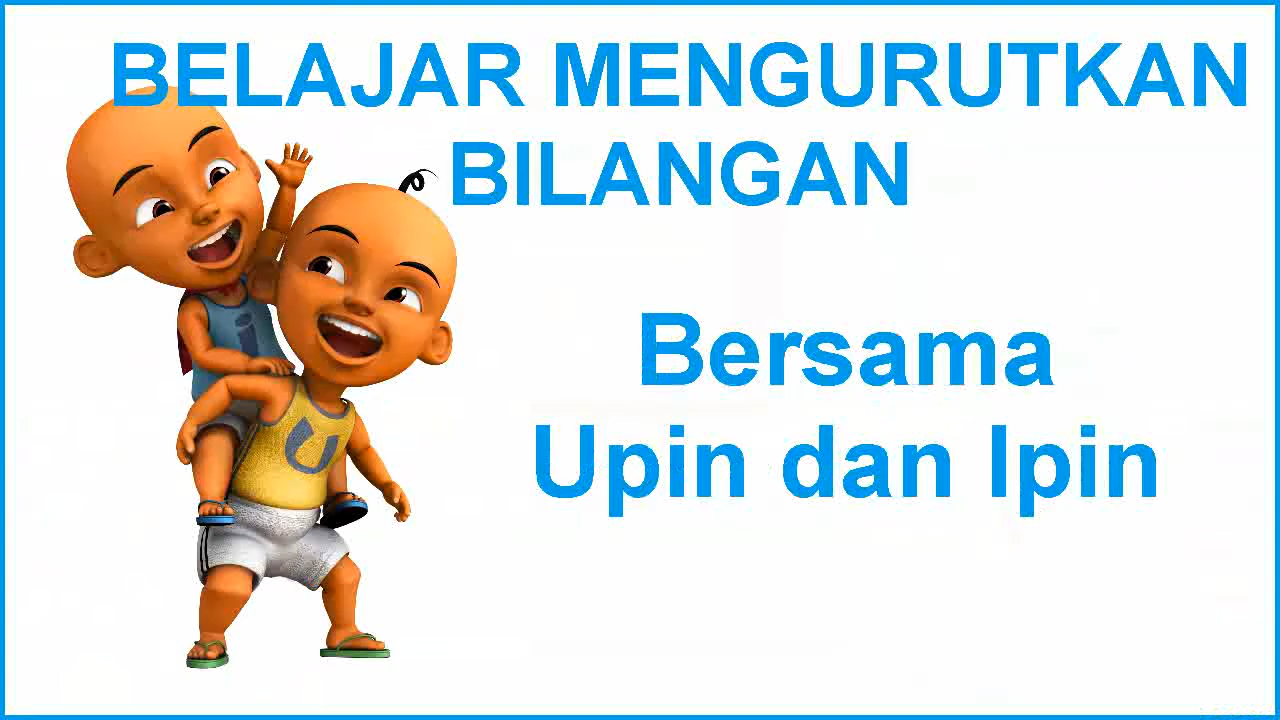 BELAJAR MENGURUTKAN
BILANGAN
Bersama
Upin dan Ipin
i
U